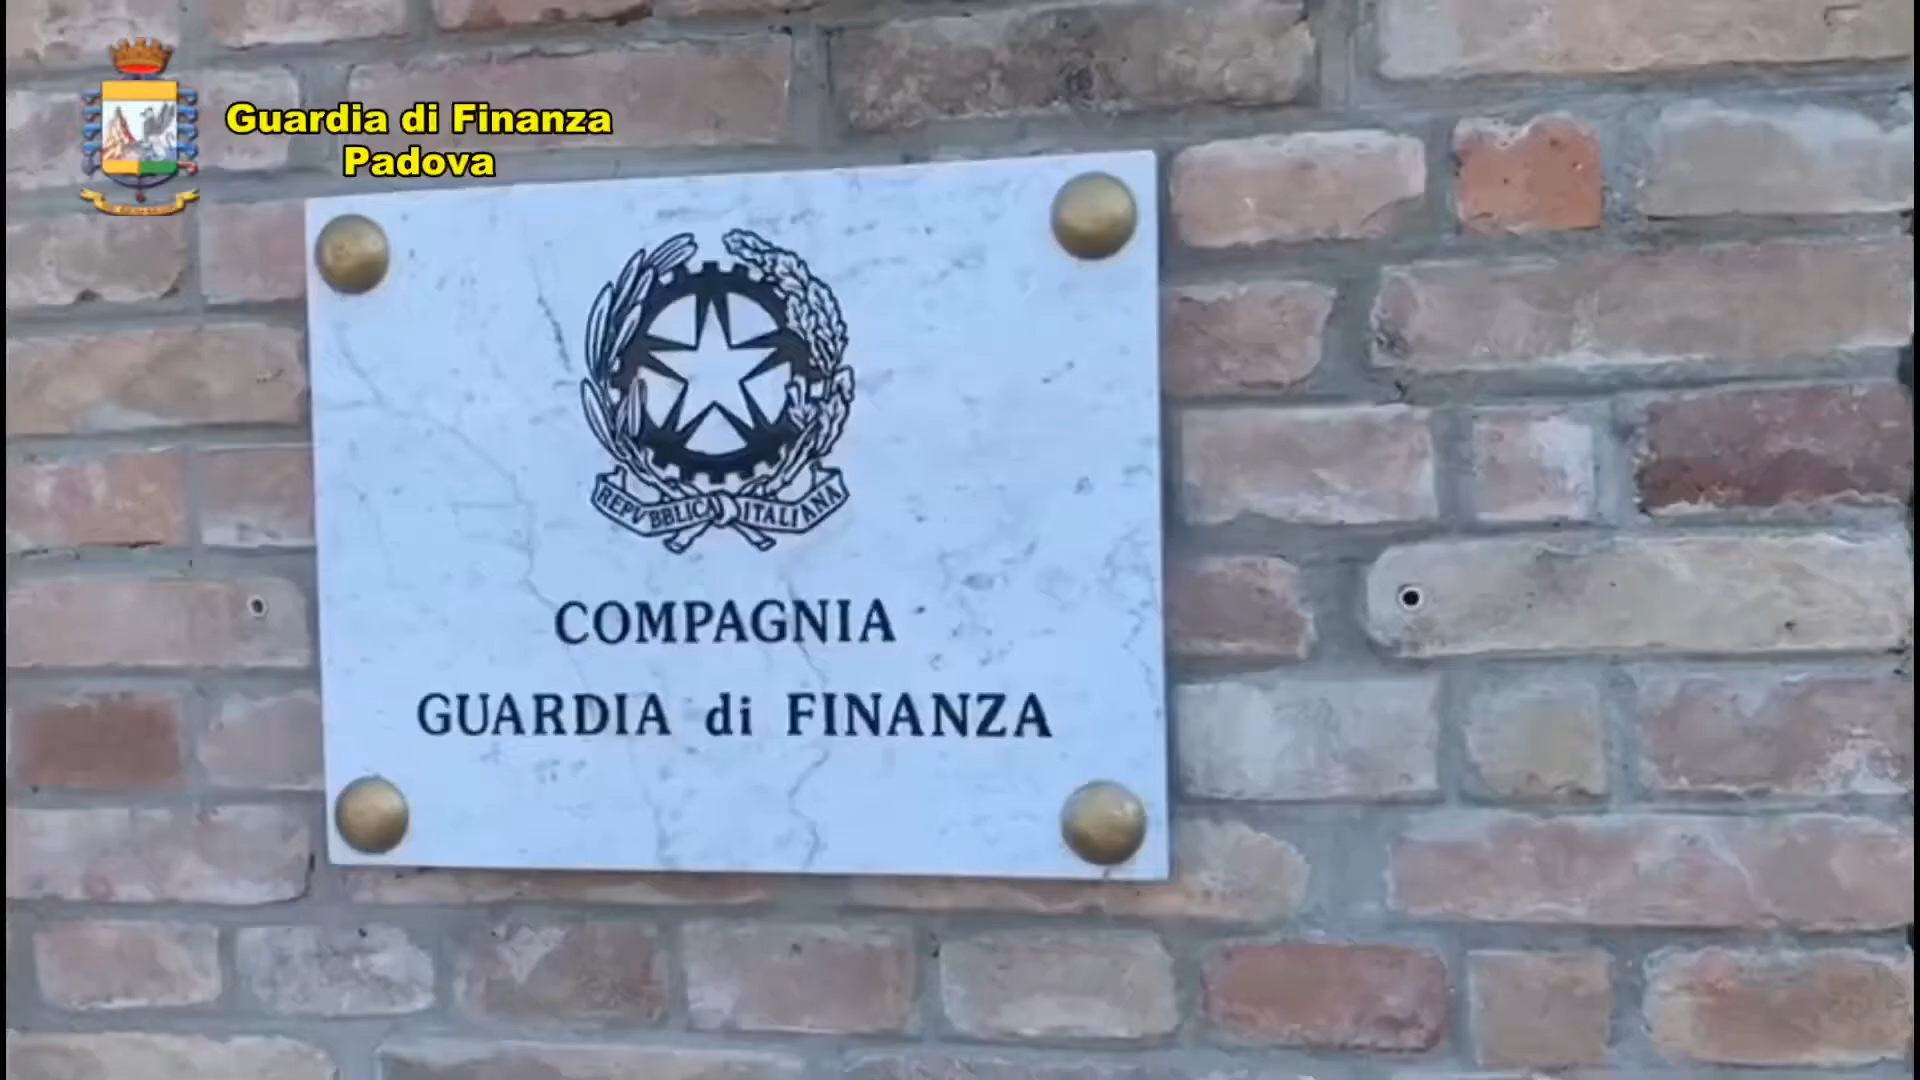 Guardia di Finanza
Padova
REPVBBLICA ITALIANA
COMPAGNIA
GUARDIA di FINANZA